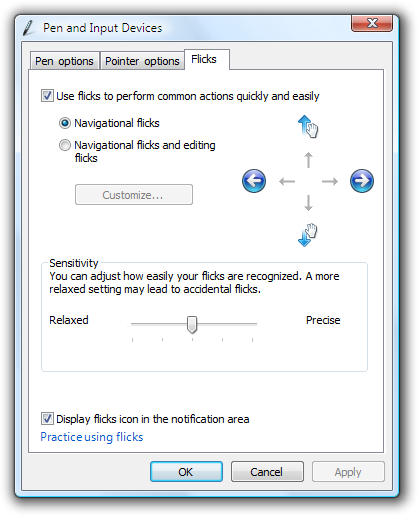 Pen and Input Devices
Pen options Pointer options Flicks
Use flicks to perform common actions quickly and easily
Navigational flicks
Navigational flicks and editing
flicks
Customize...
Sensitivity
You can adjust how easily your flicks are recognized. A more
relaxed setting may lead to accidental flicks.
Relaxed Precise
Display flicks icon in the notification area
Practice using flicks
OK Cancel Apply